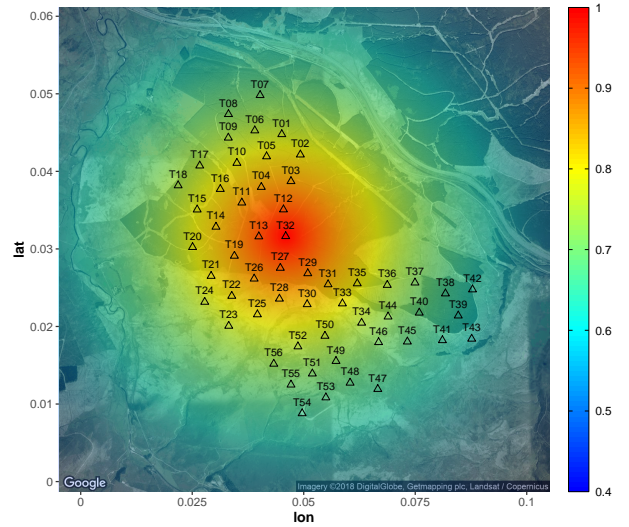 0.06
0.05
0.04
0.03
0.02
0.01
0
lat
T07
T08
T09
T06
T01
T10
T05
T02
T17
T18
T16
T04
T03
T15
T11
T12
T14
T13
T32
T20
T19
T27
T21
T26
T29
T31
T35
T36
T37
T38
T42
T24
T22
T28
T30
T33
T25
T23
T34
T44
T40
T39
T50
T46
T45
T41
T43
T52
T49
T56
T51
T55
T48
T47
T53
T54
Google
Imagery ©2018 DigitalGlobe, Getmapping plc, Landsat / Copernicus
0
0.025
0.05
0.075
0.1
lon
1
0.9
0.8
0.7
0.6
0.5
0.4